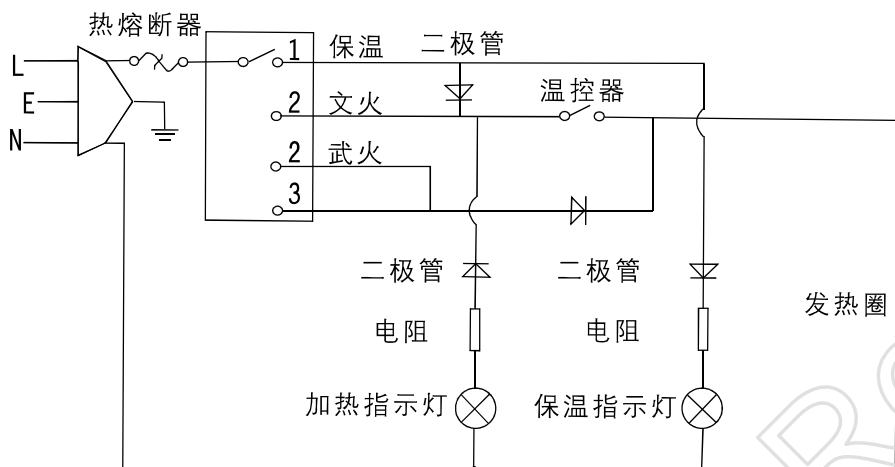 热熔断器
L
E
N
1 保温
二极管
2 文火
温控器
2 武火
3
二极管
二极管
发热圈
电阻
电阻
加热指示灯
保温指示灯